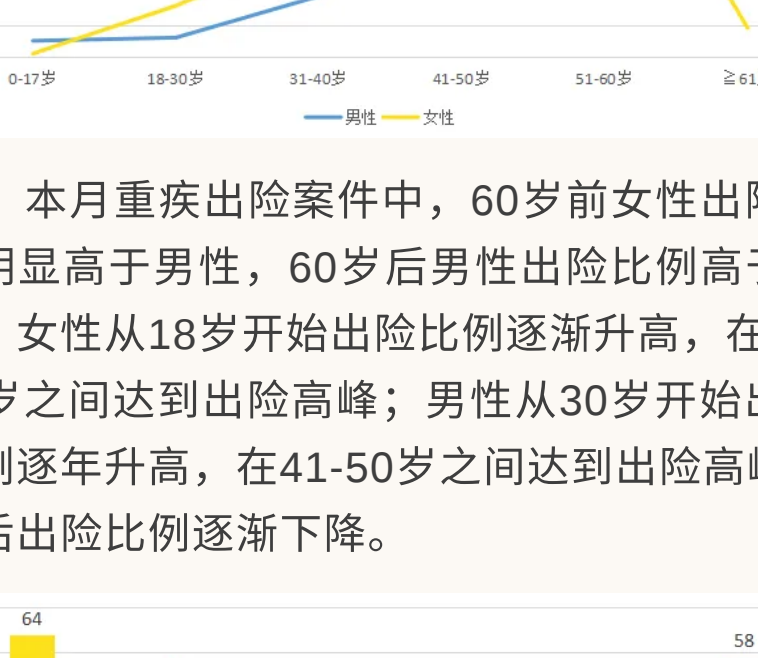 0-17岁 18-30岁 31-40岁 41-50岁 51-60岁 ≧61
男性 女性
本月重疾出险案件中，60岁前女性出险
明显高于男性，60岁后男性出险比例高于
女性从18岁开始出险比例逐渐升高，在
岁之间达到出险高峰；男性从30岁开始出
例逐年升高，在41-50岁之间达到出险高峰
后出险比例逐渐下降。
64
58